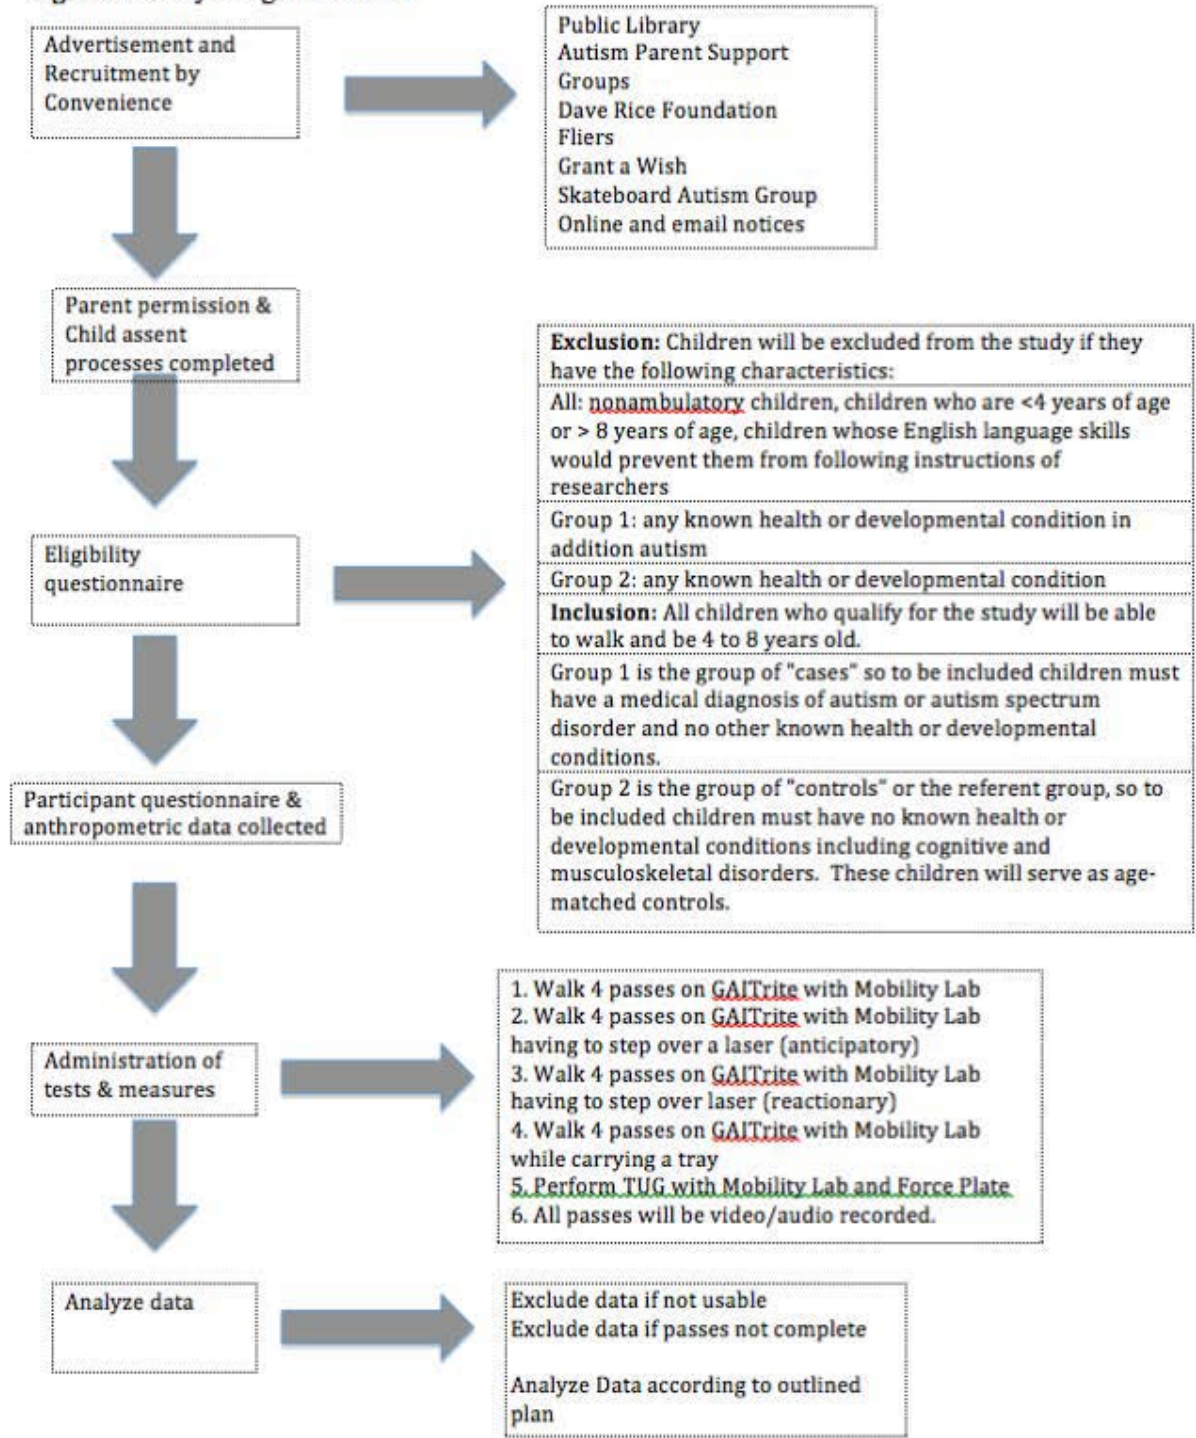 Advertisement and
Recruitment by
Convenience
Public Library
Autism Parent Support
Groups
Dave Rice Foundation
Fliers
Grant a Wish
Skateboard Autism Group
Online and email notices
Parent permission &
Child assent
processes completed
Eligibility
questionnaire
Exclusion: Children will be excluded from the study if they
have the following characteristics:
All: nonambulatory children, children who are <4 years of age
or > 8 years of age, children whose English language skills
would prevent them from following instructions of
researchers
Group 1: any known health or developmental condition in
addition autism
Group 2: any known health or developmental condition
Inclusion: All children who qualify for the study will be able
to walk and be 4 to 8 years old.
Group 1 is the group of "cases" so to be included children must
have a medical diagnosis of autism or autism spectrum
disorder and no other known health or developmental
conditions.
Group 2 is the group of "controls" or the referent group, so to
be included children must have no known health or
developmental conditions including cognitive and
musculoskeletal disorders. These children will serve as age-
matched controls.
Participant questionnaire &
anthropometric data collected
Administration of
tests & measures
1. Walk 4 passes on GAITrite with Mobility Lab
2. Walk 4 passes on GAITrite with Mobility Lab
having to step over a laser (anticipatory)
3. Walk 4 passes on GAITrite with Mobility Lab
having to step over laser (reactionary)
4. Walk 4 passes on GAITrite with Mobility Lab
while carrying a tray
5. Perform TUG with Mobility Lab and Force Plate
6. All passes will be video/audio recorded.
Analyze data
Exclude data if not usable
Exclude data if passes not complete
Analyze Data according to outlined
plan